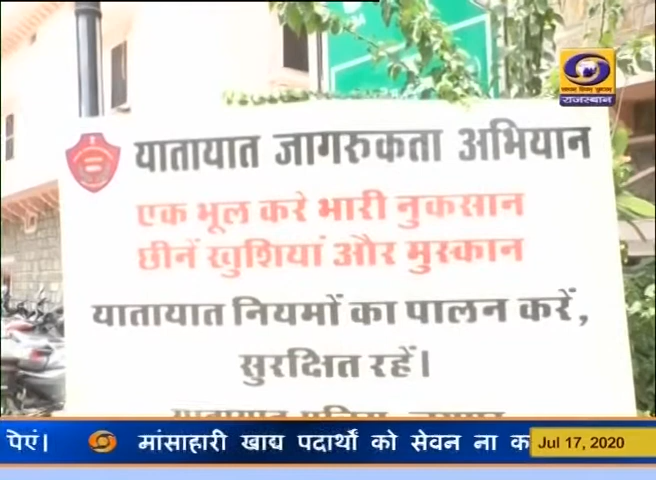 राजस्थान
यातायात जागरुकता अभियान
एक भूल करे भारी नुकसान
छीनें खुशियां और मुस्कान
यातायात नियमों का पालन करें,
सुरक्षित रहें।
पिएं। मांसाहारी खाद्य पदार्थो को सेवन ना क
Jul 17, 2020